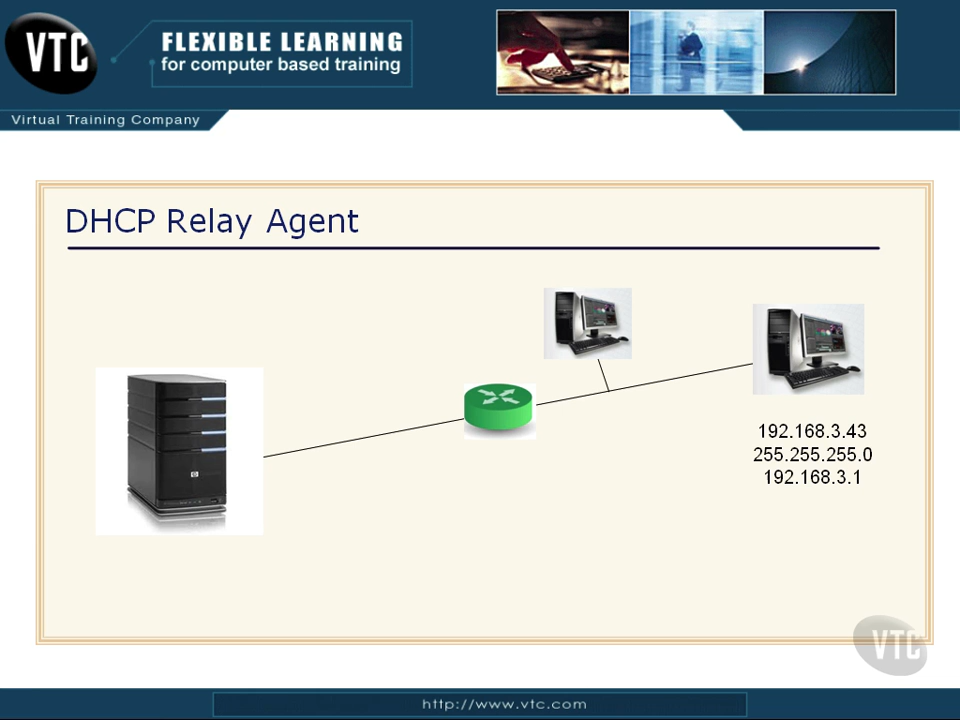 VTC
FLEXIBLE LEARNING
for computer based training
Virtual Training Company
DHCP Relay Agent
192.168.3.43
255.255.255.0
192.168.3.1
VTC
http://www.vtc.com